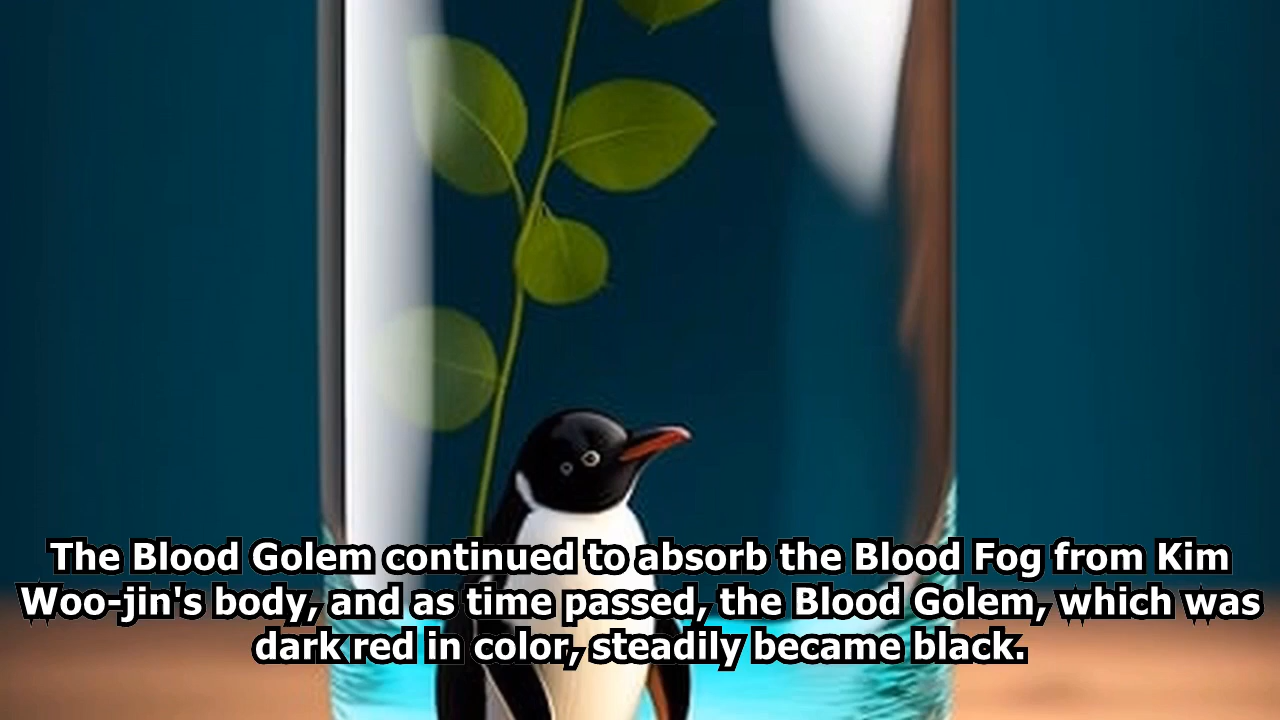 The Blood Golem continued to absorb the Blood Fog from Kim
Woo-jin's body, and as time passed, the Blood Golem, which was
dark red in color, steadily became black.